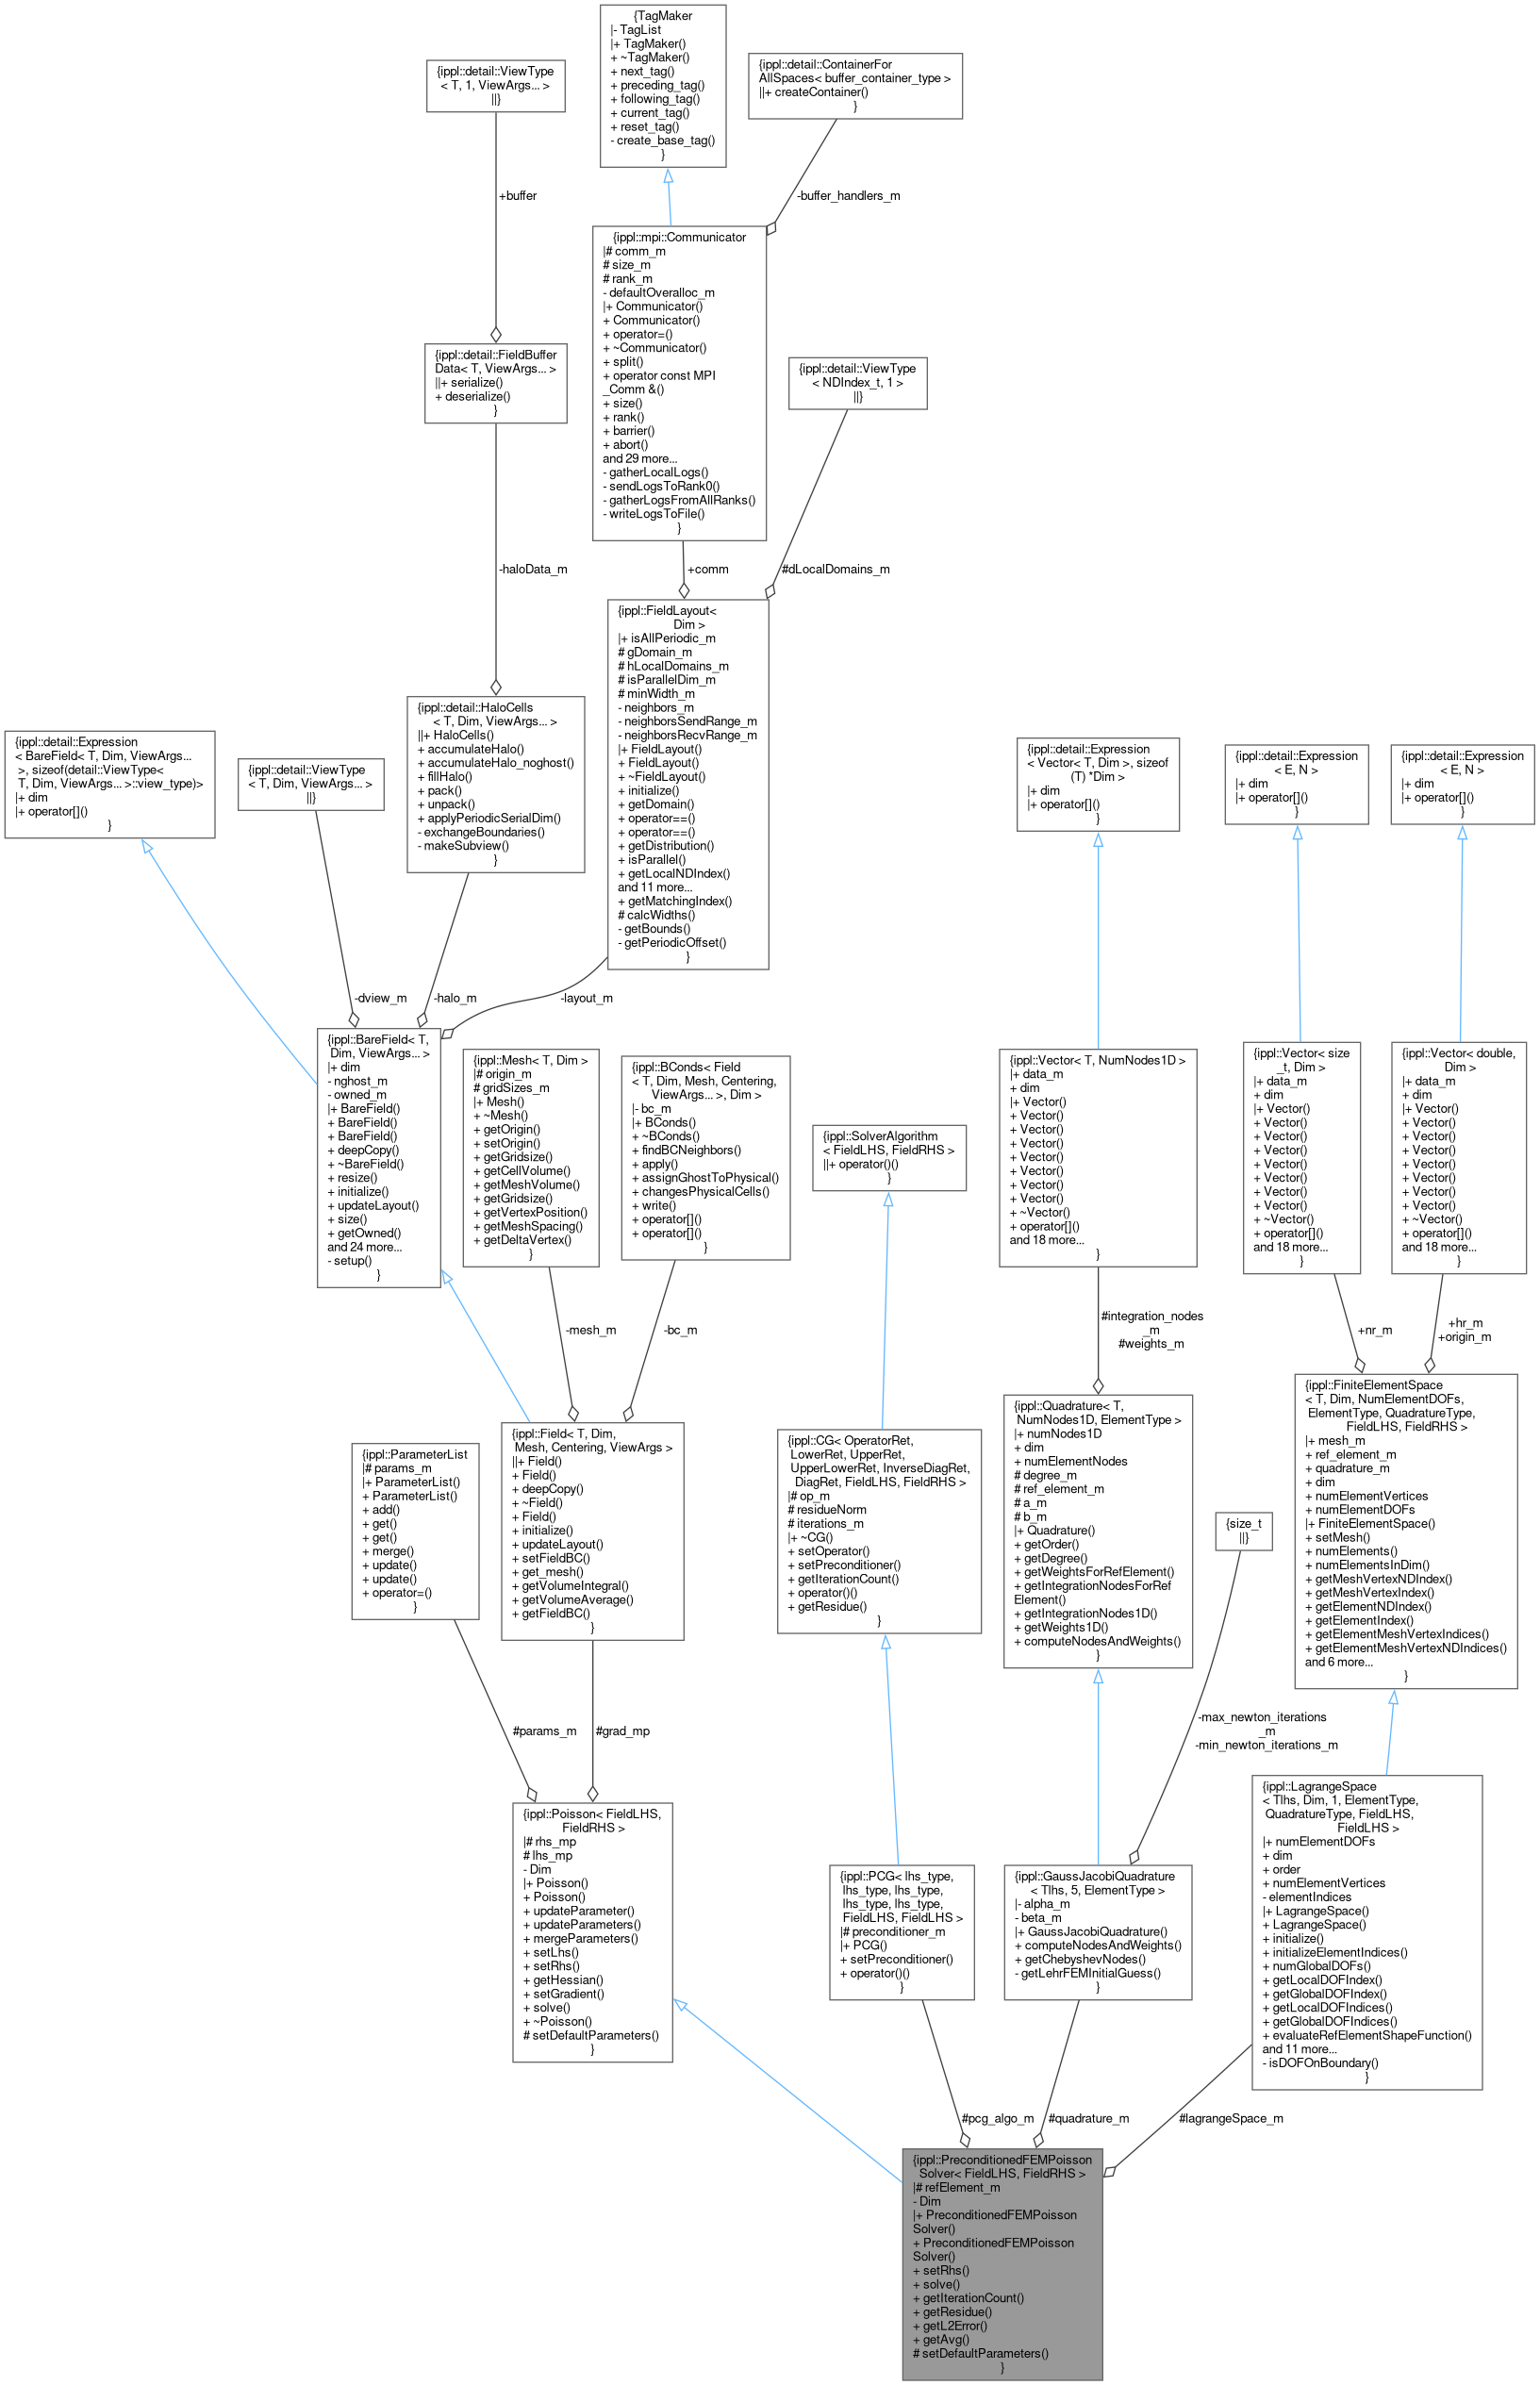 {TagMaker
|- TagList
|+ TagMaker()
+ ~TagMaker()
+ next_tag()
+ preceding_tag()
+ following_tag()
+ current_tag()
+ reset_tag()
- create_base_tag()
}
{ippl::detail::ContainerFor
AllSpaces< buffer_container_type >
||+ createContainer()
}
{ippl::detail::ViewType
< T, 1, ViewArgs... >
||}
+buffer
-buffer_handlers_m
{ippl::mpi::Communicator
|# comm_m
# size_m
# rank_m
- defaultOveralloc_m
|+ Communicator()
+ Communicator()
+ operator=()
+ ~Communicator()
+ split()
+ operator const MPI
_Comm &()
+ size()
+ rank()
+ barrier()
+ abort()
and 29 more...
- gatherLocalLogs()
- sendLogsToRank0()
- gatherLogsFromAllRanks()
- writeLogsToFile()
}
{ippl::detail::FieldBuffer
Data< T, ViewArgs... >
||+ serialize()
+ deserialize()
}
{ippl::detail::ViewType
< NDIndex_t, 1 >
||}
-haloData_m
+comm
#dLocalDomains_m
{ippl::FieldLayout<
Dim >
|+ isAllPeriodic_m
# gDomain_m
# hLocalDomains_m
# isParallelDim_m
# minWidth_m
- neighbors_m
- neighborsSendRange_m
- neighborsRecvRange_m
|+ FieldLayout()
+ FieldLayout()
+ ~FieldLayout()
+ initialize()
+ getDomain()
+ operator==()
+ operator==()
+ getDistribution()
+ isParallel()
+ getLocalNDIndex()
and 11 more...
+ getMatchingIndex()
# calcWidths()
- getBounds()
- getPeriodicOffset()
}
{ippl::detail::HaloCells
< T, Dim, ViewArgs... >
||+ HaloCells()
+ accumulateHalo()
+ accumulateHalo_noghost()
+ fillHalo()
+ pack()
+ unpack()
+ applyPeriodicSerialDim()
- exchangeBoundaries()
- makeSubview()
}
{ippl::detail::Expression
< BareField< T, Dim, ViewArgs...
>, sizeof(detail::ViewType<
T, Dim, ViewArgs... >::view_type)>
|+ dim
|+ operator[]()
}
{ippl::detail::ViewType
< T, Dim, ViewArgs... >
||}
{ippl::detail::Expression
< Vector< T, Dim >, sizeof
(T) *Dim >
|+ dim
|+ operator[]()
}
{ippl::detail::Expression
< E, N >
|+ dim
|+ operator[]()
}
{ippl::detail::Expression
< E, N >
|+ dim
|+ operator[]()
}
-dview_m
-halo_m
-layout_m
{ippl::BareField< T,
Dim, ViewArgs... >
|+ dim
- nghost_m
- owned_m
|+ BareField()
+ BareField()
+ BareField()
+ deepCopy()
+ ~BareField()
+ resize()
+ initialize()
+ updateLayout()
+ size()
+ getOwned()
and 24 more...
- setup()
}
{ippl::Mesh< T, Dim >
|# origin_m
# gridSizes_m
|+ Mesh()
+ ~Mesh()
+ getOrigin()
+ setOrigin()
+ getGridsize()
+ getCellVolume()
+ getMeshVolume()
+ getGridsize()
+ getVertexPosition()
+ getMeshSpacing()
+ getDeltaVertex()
}
{ippl::BConds< Field
< T, Dim, Mesh, Centering,
ViewArgs... >, Dim >
|- bc_m
|+ BConds()
+ ~BConds()
+ findBCNeighbors()
+ apply()
+ assignGhostToPhysical()
+ changesPhysicalCells()
+ write()
+ operator[]()
+ operator[]()
}
{ippl::SolverAlgorithm
< FieldLHS, FieldRHS >
||+ operator()()
}
{ippl::Vector< T, NumNodes1D >
|+ data_m
+ dim
|+ Vector()
+ Vector()
+ Vector()
+ Vector()
+ Vector()
+ Vector()
+ Vector()
+ ~Vector()
+ operator[]()
and 18 more...
}
{ippl::Vector< size
_t, Dim >
|+ data_m
+ dim
|+ Vector()
+ Vector()
+ Vector()
+ Vector()
+ Vector()
+ Vector()
+ Vector()
+ Vector()
+ ~Vector()
+ operator[]()
and 18 more...
}
{ippl::Vector< double,
Dim >
|+ data_m
+ dim
|+ Vector()
+ Vector()
+ Vector()
+ Vector()
+ Vector()
+ Vector()
+ Vector()
+ Vector()
+ ~Vector()
+ operator[]()
and 18 more...
}
-mesh_m
-bc_m
#integration_nodes
_m
#weights_m
+nr_m
+hr_m
+origin_m
{ippl::ParameterList
|# params_m
|+ ParameterList()
+ ParameterList()
+ add()
+ get()
+ get()
+ merge()
+ update()
+ update()
+ operator=()
}
{ippl::Field< T, Dim,
Mesh, Centering, ViewArgs >
||+ Field()
+ Field()
+ deepCopy()
+ ~Field()
+ Field()
+ initialize()
+ updateLayout()
+ setFieldBC()
+ get_mesh()
+ getVolumeIntegral()
+ getVolumeAverage()
+ getFieldBC()
}
{ippl::CG< OperatorRet,
LowerRet, UpperRet,
UpperLowerRet, InverseDiagRet,
DiagRet, FieldLHS, FieldRHS >
|# op_m
# residueNorm
# iterations_m
|+ ~CG()
+ setOperator()
+ setPreconditioner()
+ getIterationCount()
+ operator()()
+ getResidue()
}
{ippl::Quadrature< T,
NumNodes1D, ElementType >
|+ numNodes1D
+ dim
+ numElementNodes
# degree_m
# ref_element_m
# a_m
# b_m
|+ Quadrature()
+ getOrder()
+ getDegree()
+ getWeightsForRefElement()
+ getIntegrationNodesForRef
Element()
+ getIntegrationNodes1D()
+ getWeights1D()
+ computeNodesAndWeights()
}
{size_t
||}
{ippl::FiniteElementSpace
< T, Dim, NumElementDOFs,
ElementType, QuadratureType,
FieldLHS, FieldRHS >
|+ mesh_m
+ ref_element_m
+ quadrature_m
+ dim
+ numElementVertices
+ numElementDOFs
|+ FiniteElementSpace()
+ setMesh()
+ numElements()
+ numElementsInDim()
+ getMeshVertexNDIndex()
+ getMeshVertexIndex()
+ getElementNDIndex()
+ getElementIndex()
+ getElementMeshVertexIndices()
+ getElementMeshVertexNDIndices()
and 6 more...
}
#params_m
#grad_mp
-max_newton_iterations
_m
-min_newton_iterations_m
{ippl::Poisson< FieldLHS,
FieldRHS >
|# rhs_mp
# lhs_mp
- Dim
|+ Poisson()
+ Poisson()
+ updateParameter()
+ updateParameters()
+ mergeParameters()
+ setLhs()
+ setRhs()
+ getHessian()
+ setGradient()
+ solve()
+ ~Poisson()
# setDefaultParameters()
}
{ippl::PCG< lhs_type,
lhs_type, lhs_type,
lhs_type, lhs_type,
FieldLHS, FieldLHS >
|# preconditioner_m
|+ PCG()
+ setPreconditioner()
+ operator()()
}
{ippl::GaussJacobiQuadrature
< Tlhs, 5, ElementType >
|- alpha_m
- beta_m
|+ GaussJacobiQuadrature()
+ computeNodesAndWeights()
+ getChebyshevNodes()
- getLehrFEMInitialGuess()
}
{ippl::LagrangeSpace
< Tlhs, Dim, 1, ElementType,
QuadratureType, FieldLHS,
FieldLHS >
|+ numElementDOFs
+ dim
+ order
+ numElementVertices
- elementIndices
|+ LagrangeSpace()
+ LagrangeSpace()
+ initialize()
+ initializeElementIndices()
+ numGlobalDOFs()
+ getLocalDOFIndex()
+ getGlobalDOFIndex()
+ getLocalDOFIndices()
+ getGlobalDOFIndices()
+ evaluateRefElementShapeFunction()
and 11 more...
- isDOFOnBoundary()
}
#pcg_algo_m
#quadrature_m
#lagrangeSpace_m
{ippl::PreconditionedFEMPoisson
Solver< FieldLHS, FieldRHS >
|# refElement_m
- Dim
|+ PreconditionedFEMPoisson
Solver()
+ PreconditionedFEMPoisson
Solver()
+ setRhs()
+ solve()
+ getIterationCount()
+ getResidue()
+ getL2Error()
+ getAvg()
# setDefaultParameters()
}